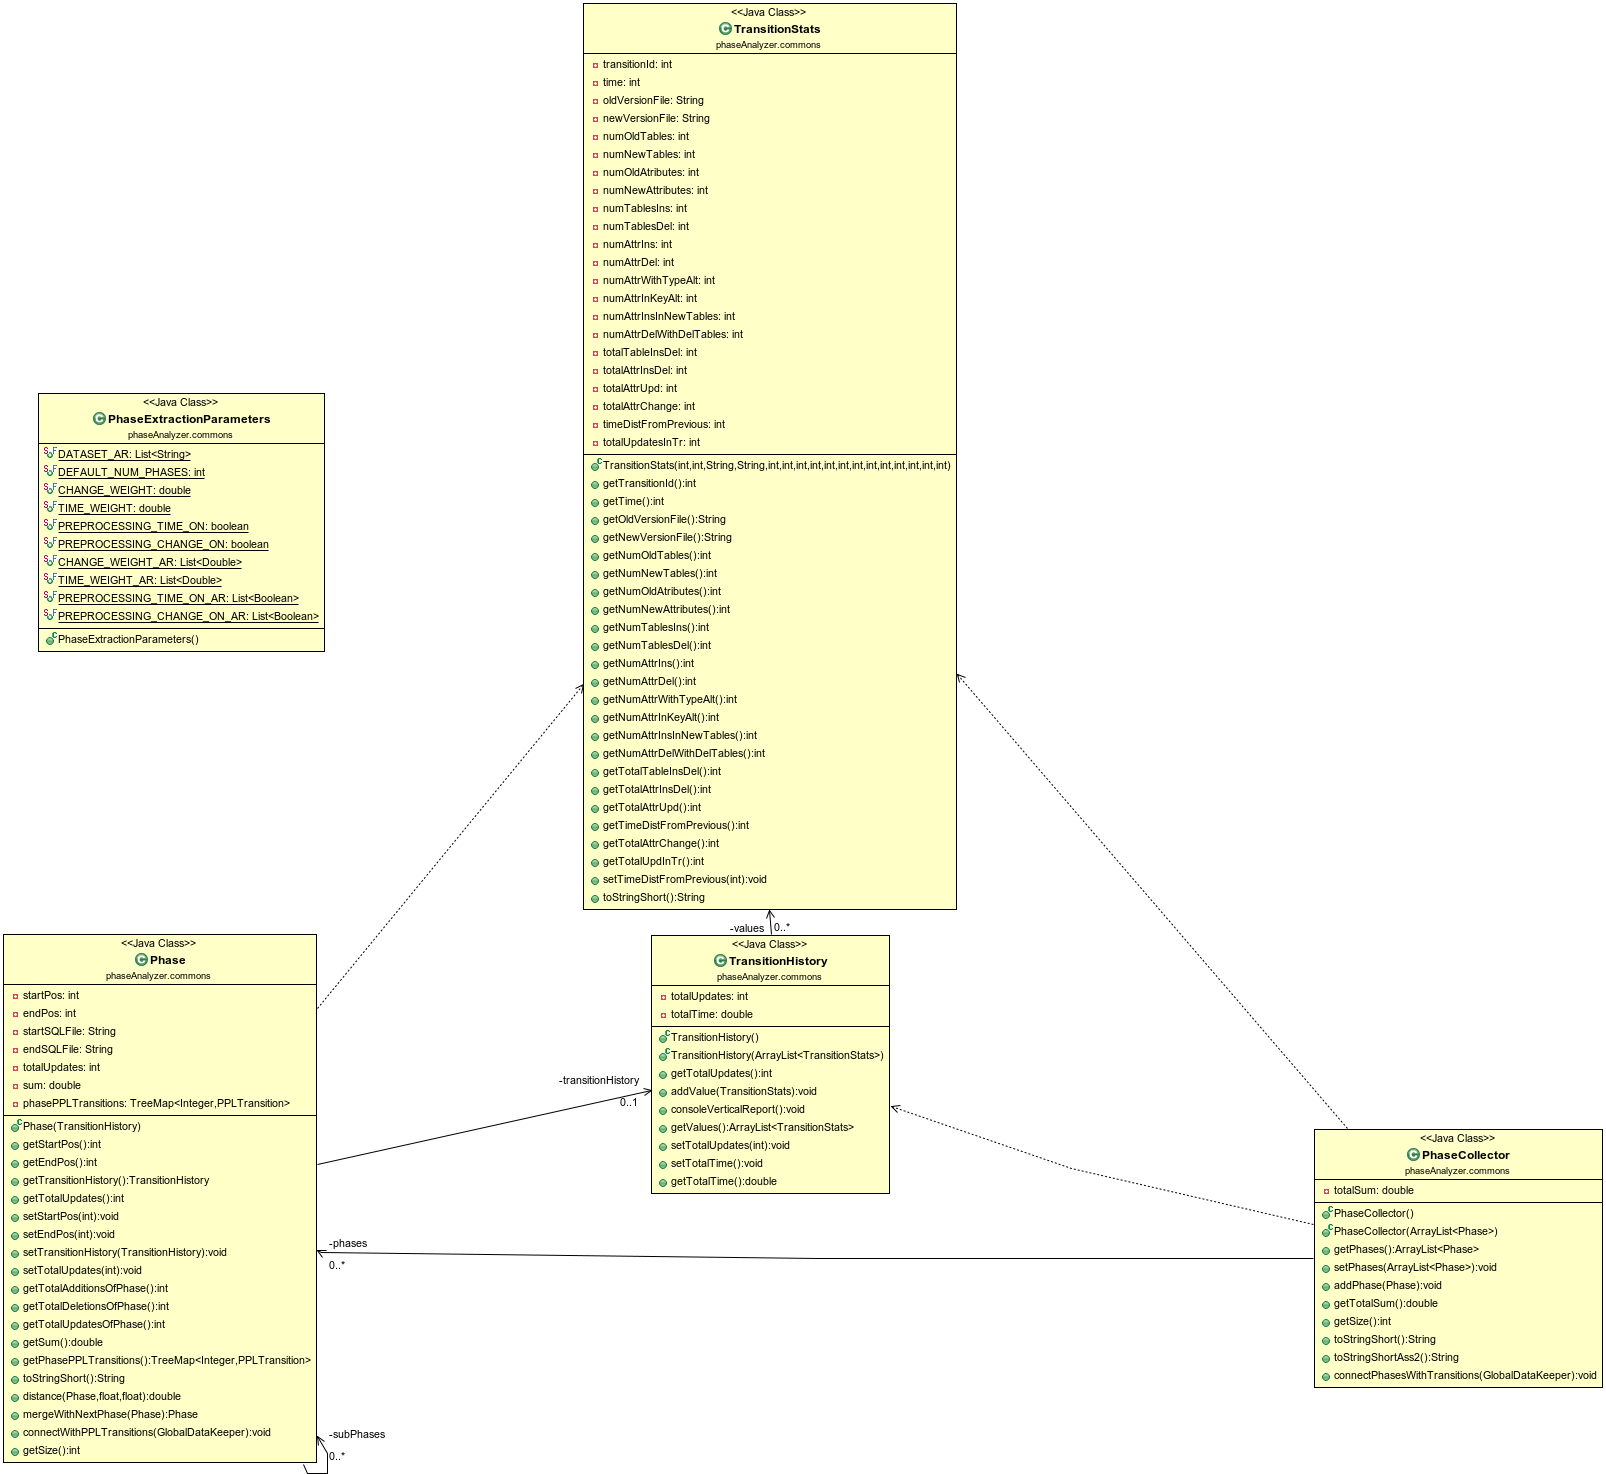 <<Java Class>>
TransitionStats
phaseAnalyzer.commons
transitionId: int
time: int
oldVersionFile: String
newVersionFile: String
numOldTables: int
numNewTables: int
numOldAtributes: int
numNewAttributes: int
numTablesIns: int
numTablesDel: int
numAttrIns: int
numAttrDel: int
numAttrWithTypeAlt: int
numAttrInKeyAlt: int
numAttrInsInNewTables: int
numAttrDelWithDelTables: int
totalTableInsDel: int
totalAttrInsDel: int
totalAttrUpd: int
totalAttrChange: int
timeDistFromPrevious: int
totalUpdatesInTr: int
TransitionStats(int,int,String,String,int,int,int,int,int,int,int,int,int,int,int,int,int)
getTransitionId():int
getTime():int
getOldVersionFile():String
getNewVersionFile():String
getNumOldTables():int
getNumNewTables():int
getNumOldAtributes():int
getNumNewAttributes():int
getNumTablesIns():int
getNumTablesDel():int
getNumAttrIns():int
getNumAttrDel():int
getNumAttrWithTypeAlt():int
getNumAttrInKeyAlt():int
getNumAttrInsInNewTables():int
getNumAttrDelWithDelTables():int
getTotalTableInsDel():int
getTotalAttrInsDel():int
getTotalAttrUpd():int
getTimeDistFromPrevious():int
getTotalAttrChange():int
getTotalUpdInTr():int
setTimeDistFromPrevious(int):void
toStringShort():String
<<Java Class>>
PhaseExtractionParameters
phaseAnalyzer.commons
DATASET_AR: List<String>
DEFAULT_NUM_PHASES: int
CHANGE_WEIGHT: double
TIME_WEIGHT: double
PREPROCESSING_TIME_ON: boolean
PREPROCESSING_CHANGE_ON: boolean
CHANGE_WEIGHT_AR: List<Double>
TIME_WEIGHT_AR: List<Double>
PREPROCESSING_TIME_ON_AR: List<Boolean>
PREPROCESSING_CHANGE_ON_AR: List<Boolean>
PhaseExtractionParameters()
-values 0..*
<<Java Class>>
Phase
phaseAnalyzer.commons
startPos: int
endPos: int
startSQLFile: String
endSQLFile: String
totalUpdates: int
sum: double
phasePPLTransitions: TreeMap<Integer,PPLTransition>
Phase(TransitionHistory)
getStartPos():int
getEndPos():int
getTransitionHistory():TransitionHistory
getTotalUpdates():int
setStartPos(int):void
setEndPos(int):void
setTransitionHistory(TransitionHistory):void
setTotalUpdates(int):void
getTotalAdditionsOfPhase():int
getTotalDeletionsOfPhase():int
getTotalUpdatesOfPhase():int
getSum():double
getPhasePPLTransitions():TreeMap<Integer,PPLTransition>
toStringShort():String
distance(Phase,float,float):double
mergeWithNextPhase(Phase):Phase
connectWithPPLTransitions(GlobalDataKeeper):void
getSize():int
-transitionHistory
0..1
-phases
0..*
-subPhases
0..*
<<Java Class>>
TransitionHistory
phaseAnalyzer.commons
totalUpdates: int
totalTime: double
TransitionHistory()
TransitionHistory(ArrayList<TransitionStats>)
getTotalUpdates():int
addValue(TransitionStats):void
consoleVerticalReport():void
getValues():ArrayList<TransitionStats>
setTotalUpdates(int):void
setTotalTime():void
getTotalTime():double
<<Java Class>>
PhaseCollector
phaseAnalyzer.commons
totalSum: double
PhaseCollector()
PhaseCollector(ArrayList<Phase>)
getPhases():ArrayList<Phase>
setPhases(ArrayList<Phase>):void
addPhase(Phase):void
getTotalSum():double
getSize():int
toStringShort():String
toStringShortAss2():String
connectPhasesWithTransitions(GlobalDataKeeper):void